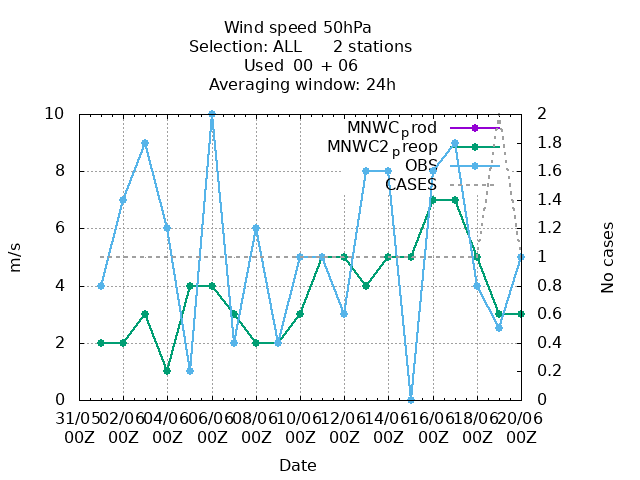 Wind speed 50hPa
Selection: ALL 2 stations
Used 00 + 06
Averaging window: 24h
10
8
6
4
2
0
m/s
2
1.8
1.6
1.4
1.2
1
0.8
0.6
0.4
0.2
0
No cases
MNWCprod
MNWC2preop
OBS
CASES
31/05 02/06 04/06 06/06 08/06 10/06 12/06 14/06 16/06 18/06 20/06
00Z 00Z 00Z 00Z 00Z 00Z 00Z 00Z 00Z 00Z 00Z
Date